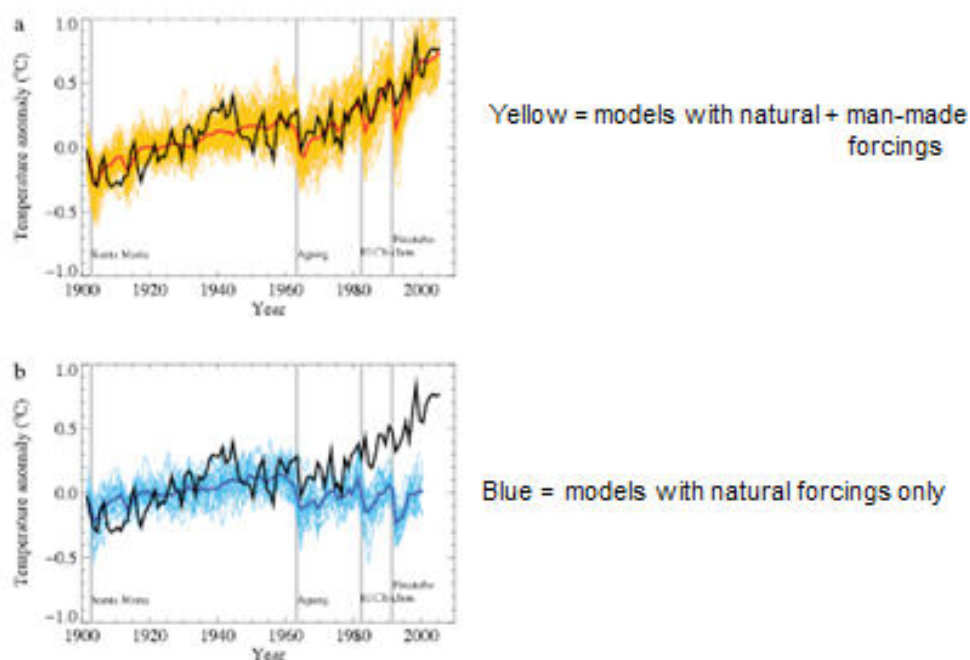 a
1.0
0.5
0.0
−0.5
−1.0
Temperature anomaly (°C)
Santa Maria
Agung
El Chichon
Pinatubo
1900 1920 1940 1960 1980 2000
Year
Yellow = models with natural + man-made
forcings
b
1.0
0.5
0.0
−0.5
−1.0
Temperature anomaly (°C)
Santa Maria
Agung
El Chichon
Pinatubo
1900 1920 1940 1960 1980 2000
Year
Blue = models with natural forcings only